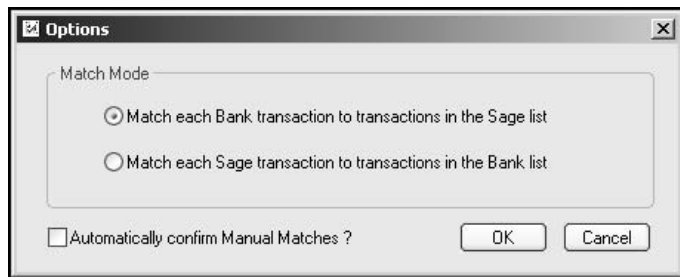 Options
Match Mode
Match each Bank transaction to transactions in the Sage list
Match each Sage transaction to transactions in the Bank list
Automatically confirm Manual Matches ?
OK
Cancel